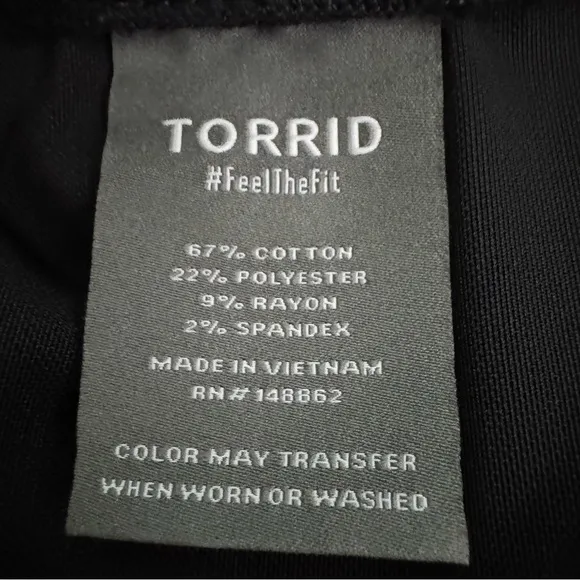 TORRID
#FeelTheFit
67% COTTON
22% POLYESTER
9% RAYON
2% SPANDEX
MADE IN VIETNAM
RN# 148862
COLOR MAY TRANSFER
WHEN WORN OR WASHED